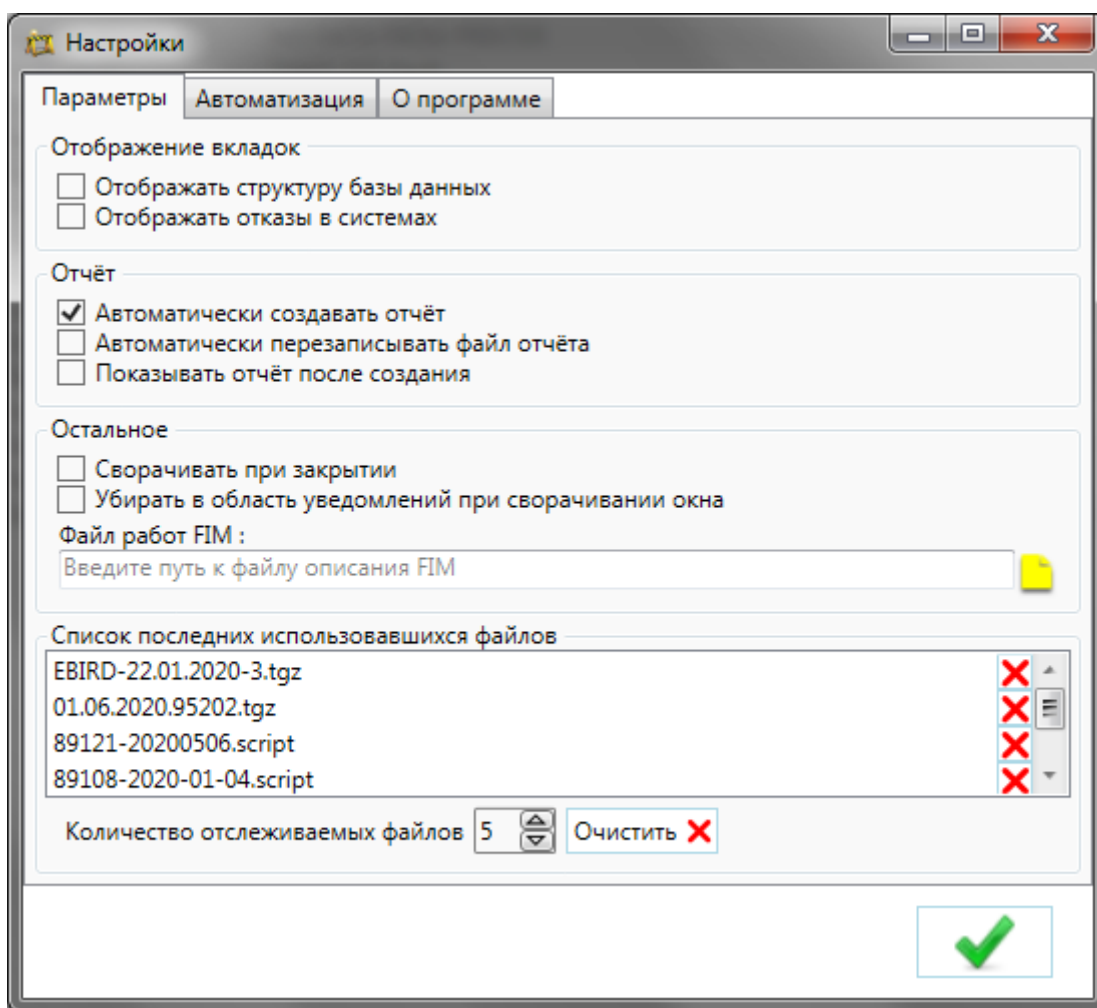 Настройки
Параметры Автоматизация О программе
Отображение вкладок
Отображать структуру базы данных
Отображать отказы в системах
Отчёт
Автоматически создавать отчёт
Автоматически перезаписывать файл отчёта
Показывать отчёт после создания
Остальное
Сворачивать при закрытии
Убирать в область уведомлений при сворачивании окна
Файл работ FIM :
Введите путь к файлу описания FIM
Список последних использовавшихся файлов
EBIRD-22.01.2020-3.tgz
01.06.2020.95202.tgz
89121-20200506.script
89108-2020-01-04.script
Количество отслеживаемых файлов 5 Очистить